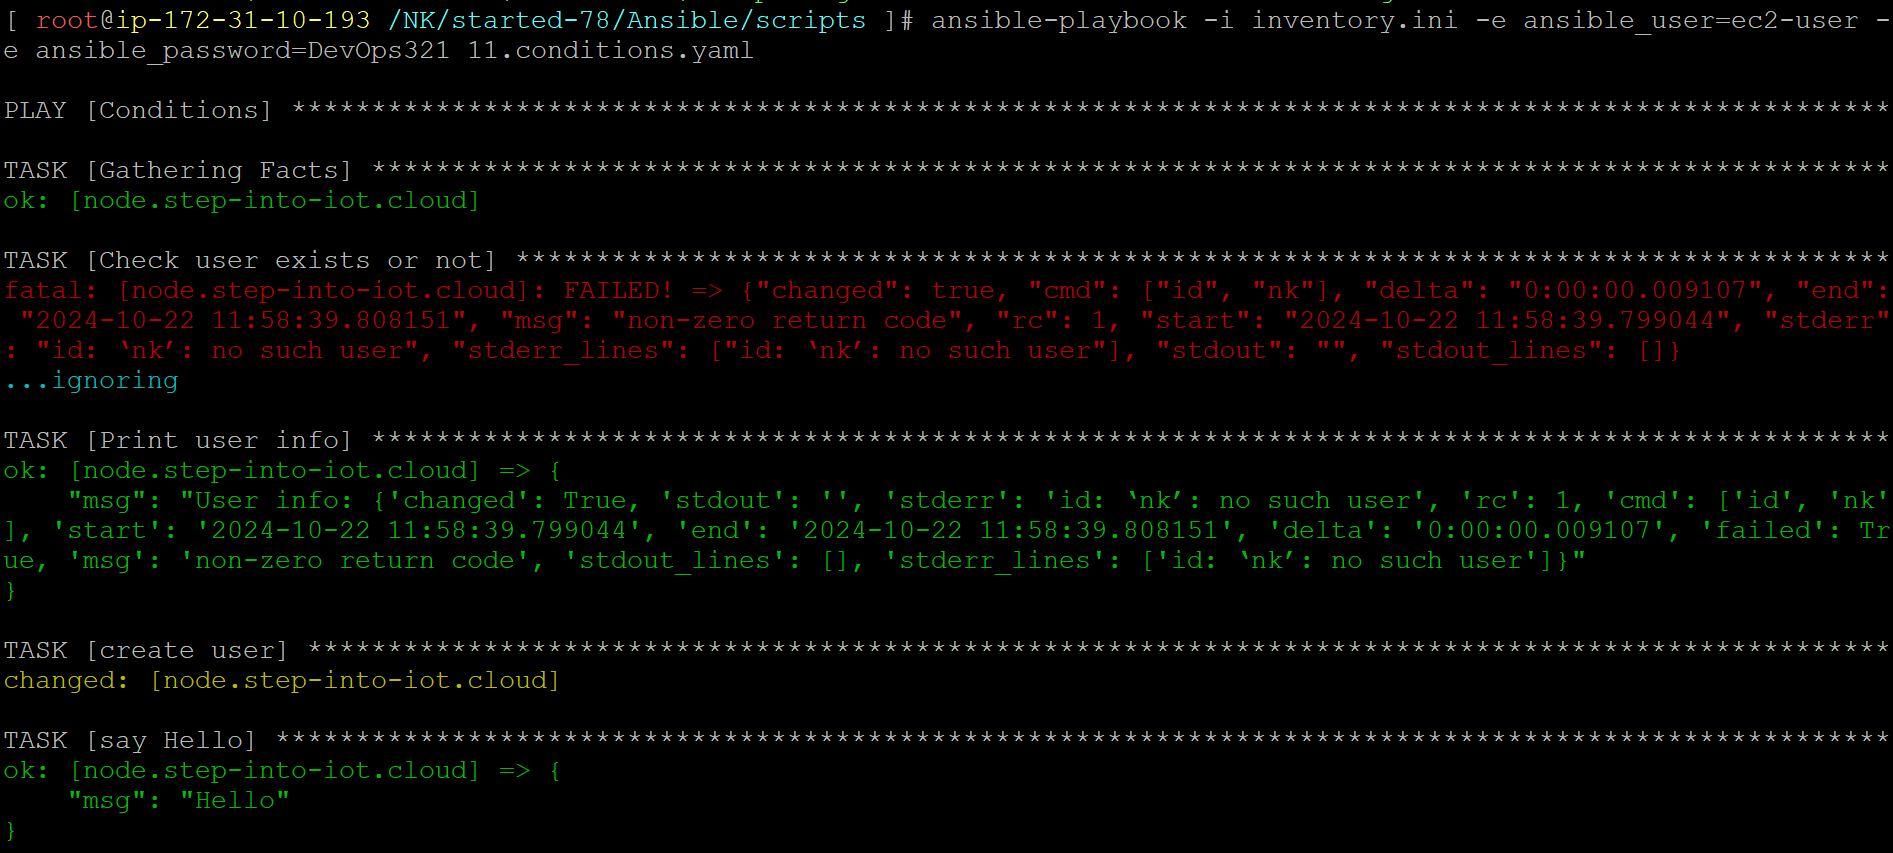 [ root@ip-172-31-10-193 /NK/started-78/Ansible/scripts ]# ansible-playbook -i inventory.ini -e ansible_user=ec2-user -
e ansible_password=DevOps321 11.conditions.yaml
PLAY [Conditions] ****************************************************************************************************
TASK [Gathering Facts] ***********************************************************************************************
ok: [node.step-into-iot.cloud]
TASK [Check user exists or not] **************************************************************************************
fatal: [node.step-into-iot.cloud]: FAILED! => {"changed": true, "cmd": ["id", "nk"], "delta": "0:00:00.009107", "end":
 "2024-10-22 11:58:39.808151", "msg": "non-zero return code", "rc": 1, "start": "2024-10-22 11:58:39.799044", "stderr"
: "id: ‘nk’: no such user", "stderr_lines": ["id: ‘nk’: no such user"], "stdout": "", "stdout_lines": []}
...ignoring
TASK [Print user info] ***********************************************************************************************
ok: [node.step-into-iot.cloud] => {
    "msg": "User info: {'changed': True, 'stdout': '', 'stderr': 'id: ‘nk’: no such user', 'rc': 1, 'cmd': ['id', 'nk'
], 'start': '2024-10-22 11:58:39.799044', 'end': '2024-10-22 11:58:39.808151', 'delta': '0:00:00.009107', 'failed': Tr
ue, 'msg': 'non-zero return code', 'stdout_lines': [], 'stderr_lines': ['id: ‘nk’: no such user']}"
}
TASK [create user] ***************************************************************************************************
changed: [node.step-into-iot.cloud]
TASK [say Hello] *****************************************************************************************************
ok: [node.step-into-iot.cloud] => {
    "msg": "Hello"
}